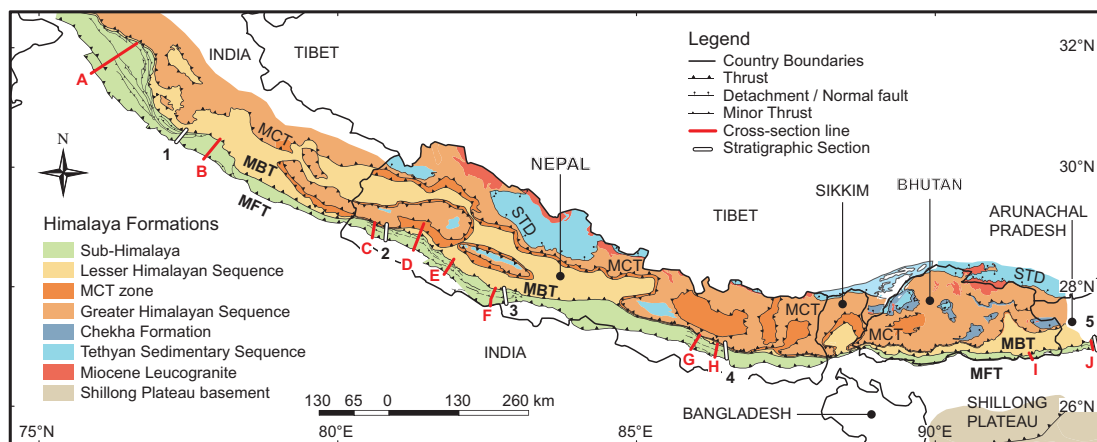 INDIA
TIBET
Legend
Country Boundaries
Thrust
Detachment / Normal fault
Minor Thrust
Cross-section line
Stratigraphic Section
32°N
30°N
28°N
26°N
A
MCT
1
B
MBT
MFT
N
NEPAL
SIKKIM
BHUTAN
ARUNACHAL
PRADESH
TIBET
STD
STD
Himalaya Formations
Sub-Himalaya
Lesser Himalayan Sequence
MCT zone
Greater Himalayan Sequence
Chekha Formation
Tethyan Sedimentary Sequence
Miocene Leucogranite
Shillong Plateau basement
C
2
D
E
MBT
MCT
F
3
INDIA
G
H
4
MCT
MCT
MBT
MFT
I
5
J
BANGLADESH
SHILLONG
PLATEAU
130 65 0 130 260 km
75°N
80°N
85°N
90°E